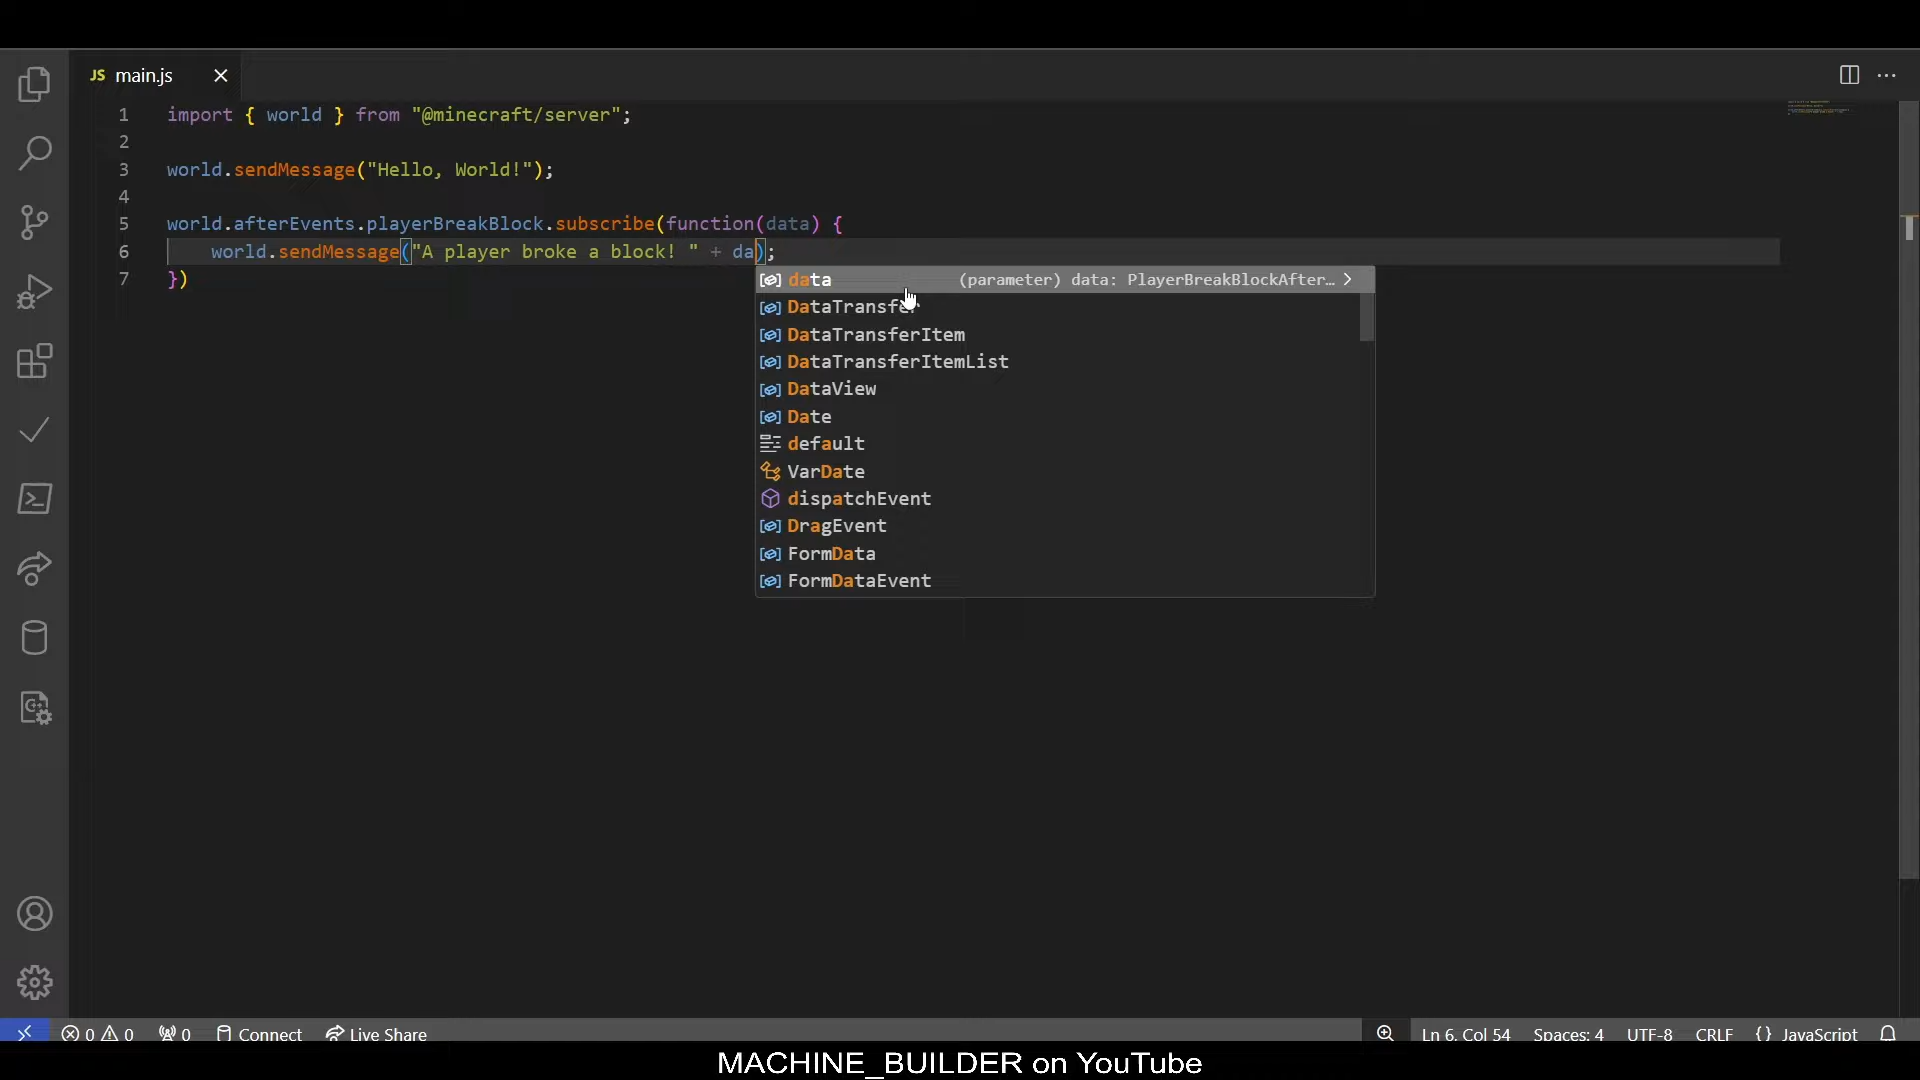 JS main.js
1 import { world } from "@minecraft/server";
2
3 world.sendMessage("Hello, World!");
4
5 world.afterEvents.playerBreakBlock.subscribe(function(data) {
6 world.sendMessage("A player broke a block! " + da);
7 })
data (parameter) data: PlayerBreakBlockAfter…
DataTransfer
DataTransferItem
DataTransferItemList
DataView
Date
default
VarDate
dispatchEvent
DragEvent
FormData
FormDataEvent
0 0 0 Connect Live Share Ln 6, Col 54 Spaces: 4 UTF-8 CRLF {} JavaScript
MACHINE_BUILDER on YouTube